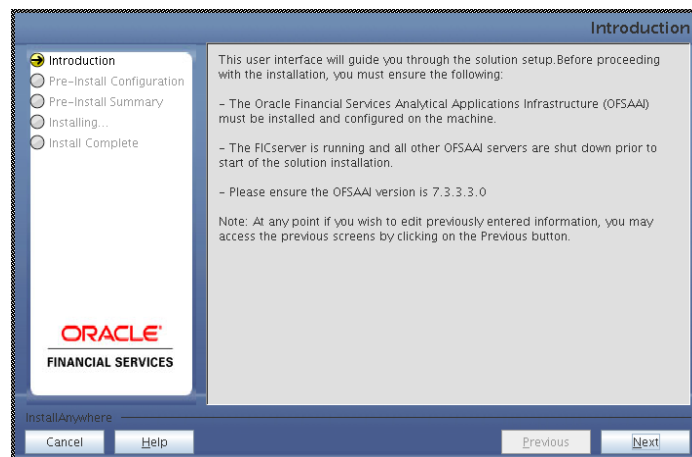 Introduction
Introduction
Pre-Install Configuration
Pre-Install Summary
Installing...
Install Complete
This user interface will guide you through the solution setup.Before proceeding
with the installation, you must ensure the following:
– The Oracle Financial Services Analytical Applications Infrastructure (OFSAAI)
must be installed and configured on the machine.
– The FICserver is running and all other OFSAAI servers are shut down prior to
start of the solution installation.
– Please ensure the OFSAAI version is 7.3.3.3.0
Note: At any point if you wish to edit previously entered information, you may
access the previous screens by clicking on the Previous button.
ORACLE
FINANCIAL SERVICES
InstallAnywhere
Cancel Help Previous Next